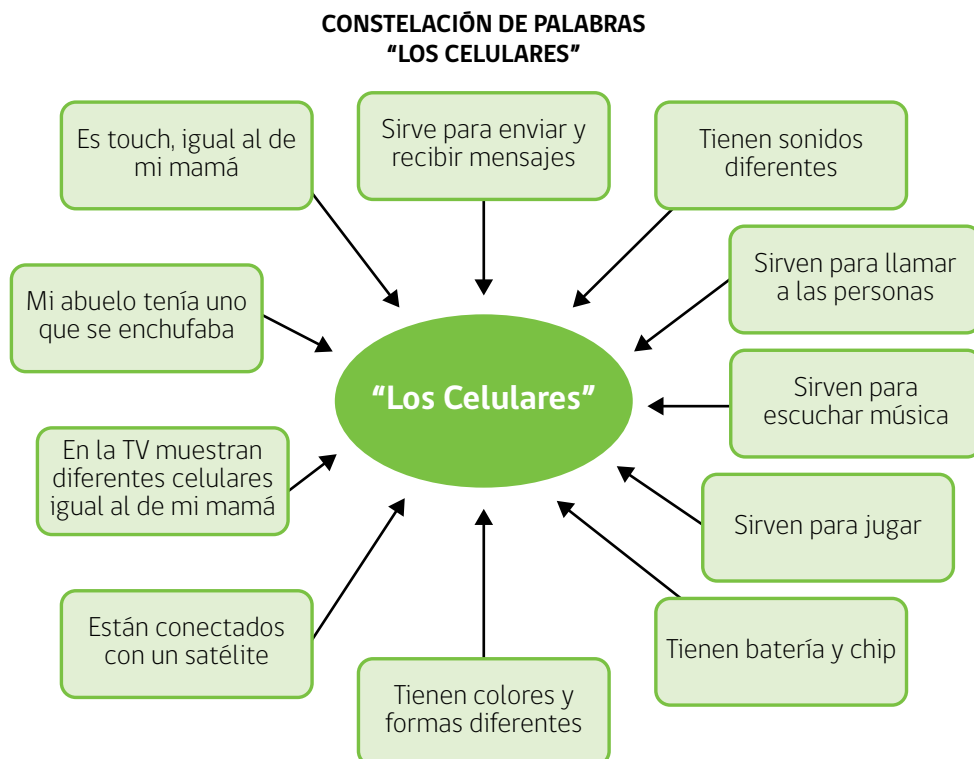 CONSTELACIÓN DE PALABRAS
“LOS CELULARES”
Es touch, igual al de
mi mamá
Sirve para enviar y
recibir mensajes
Tienen sonidos
diferentes
Sirven para llamar
a las personas
Mi abuelo tenía uno
que se enchufaba
“Los Celulares”
Sirven para
escuchar música
En la TV muestran
diferentes celulares
igual al de mi mamá
Sirven para jugar
Están conectados
con un satélite
Tienen batería y chip
Tienen colores y
formas diferentes